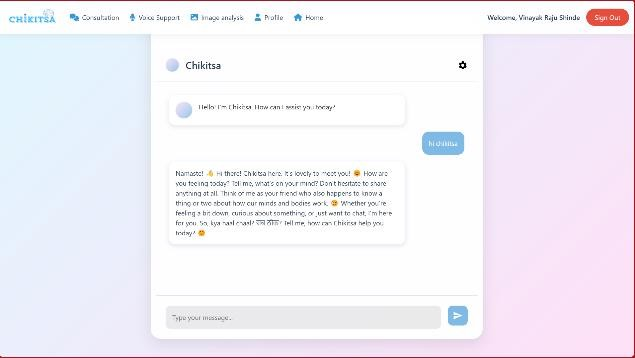 CHIKITSA Consultation Voice Support Image analysis Profile Home Welcome, Vinayak Raju Shinde Sign Out
Chikitsa
Hello! I'm Chikitsa. How can I assist you today?
hi chikitsa
Namaste! 👋 Hi there! Chikitsa here. It's lovely to meet you! 😊 How are
you feeling today? Tell me, what's on your mind? Don't hesitate to share
anything at all. Think of me as your friend who also happens to know a
thing or two about how our minds and bodies work. 😊 Whether you're
feeling a bit down, curious about something, or just want to chat, I'm here
for you. So, kya haal chaal? सब ठीक? Tell me, how can Chikitsa help you
today? 😊
Type your message...